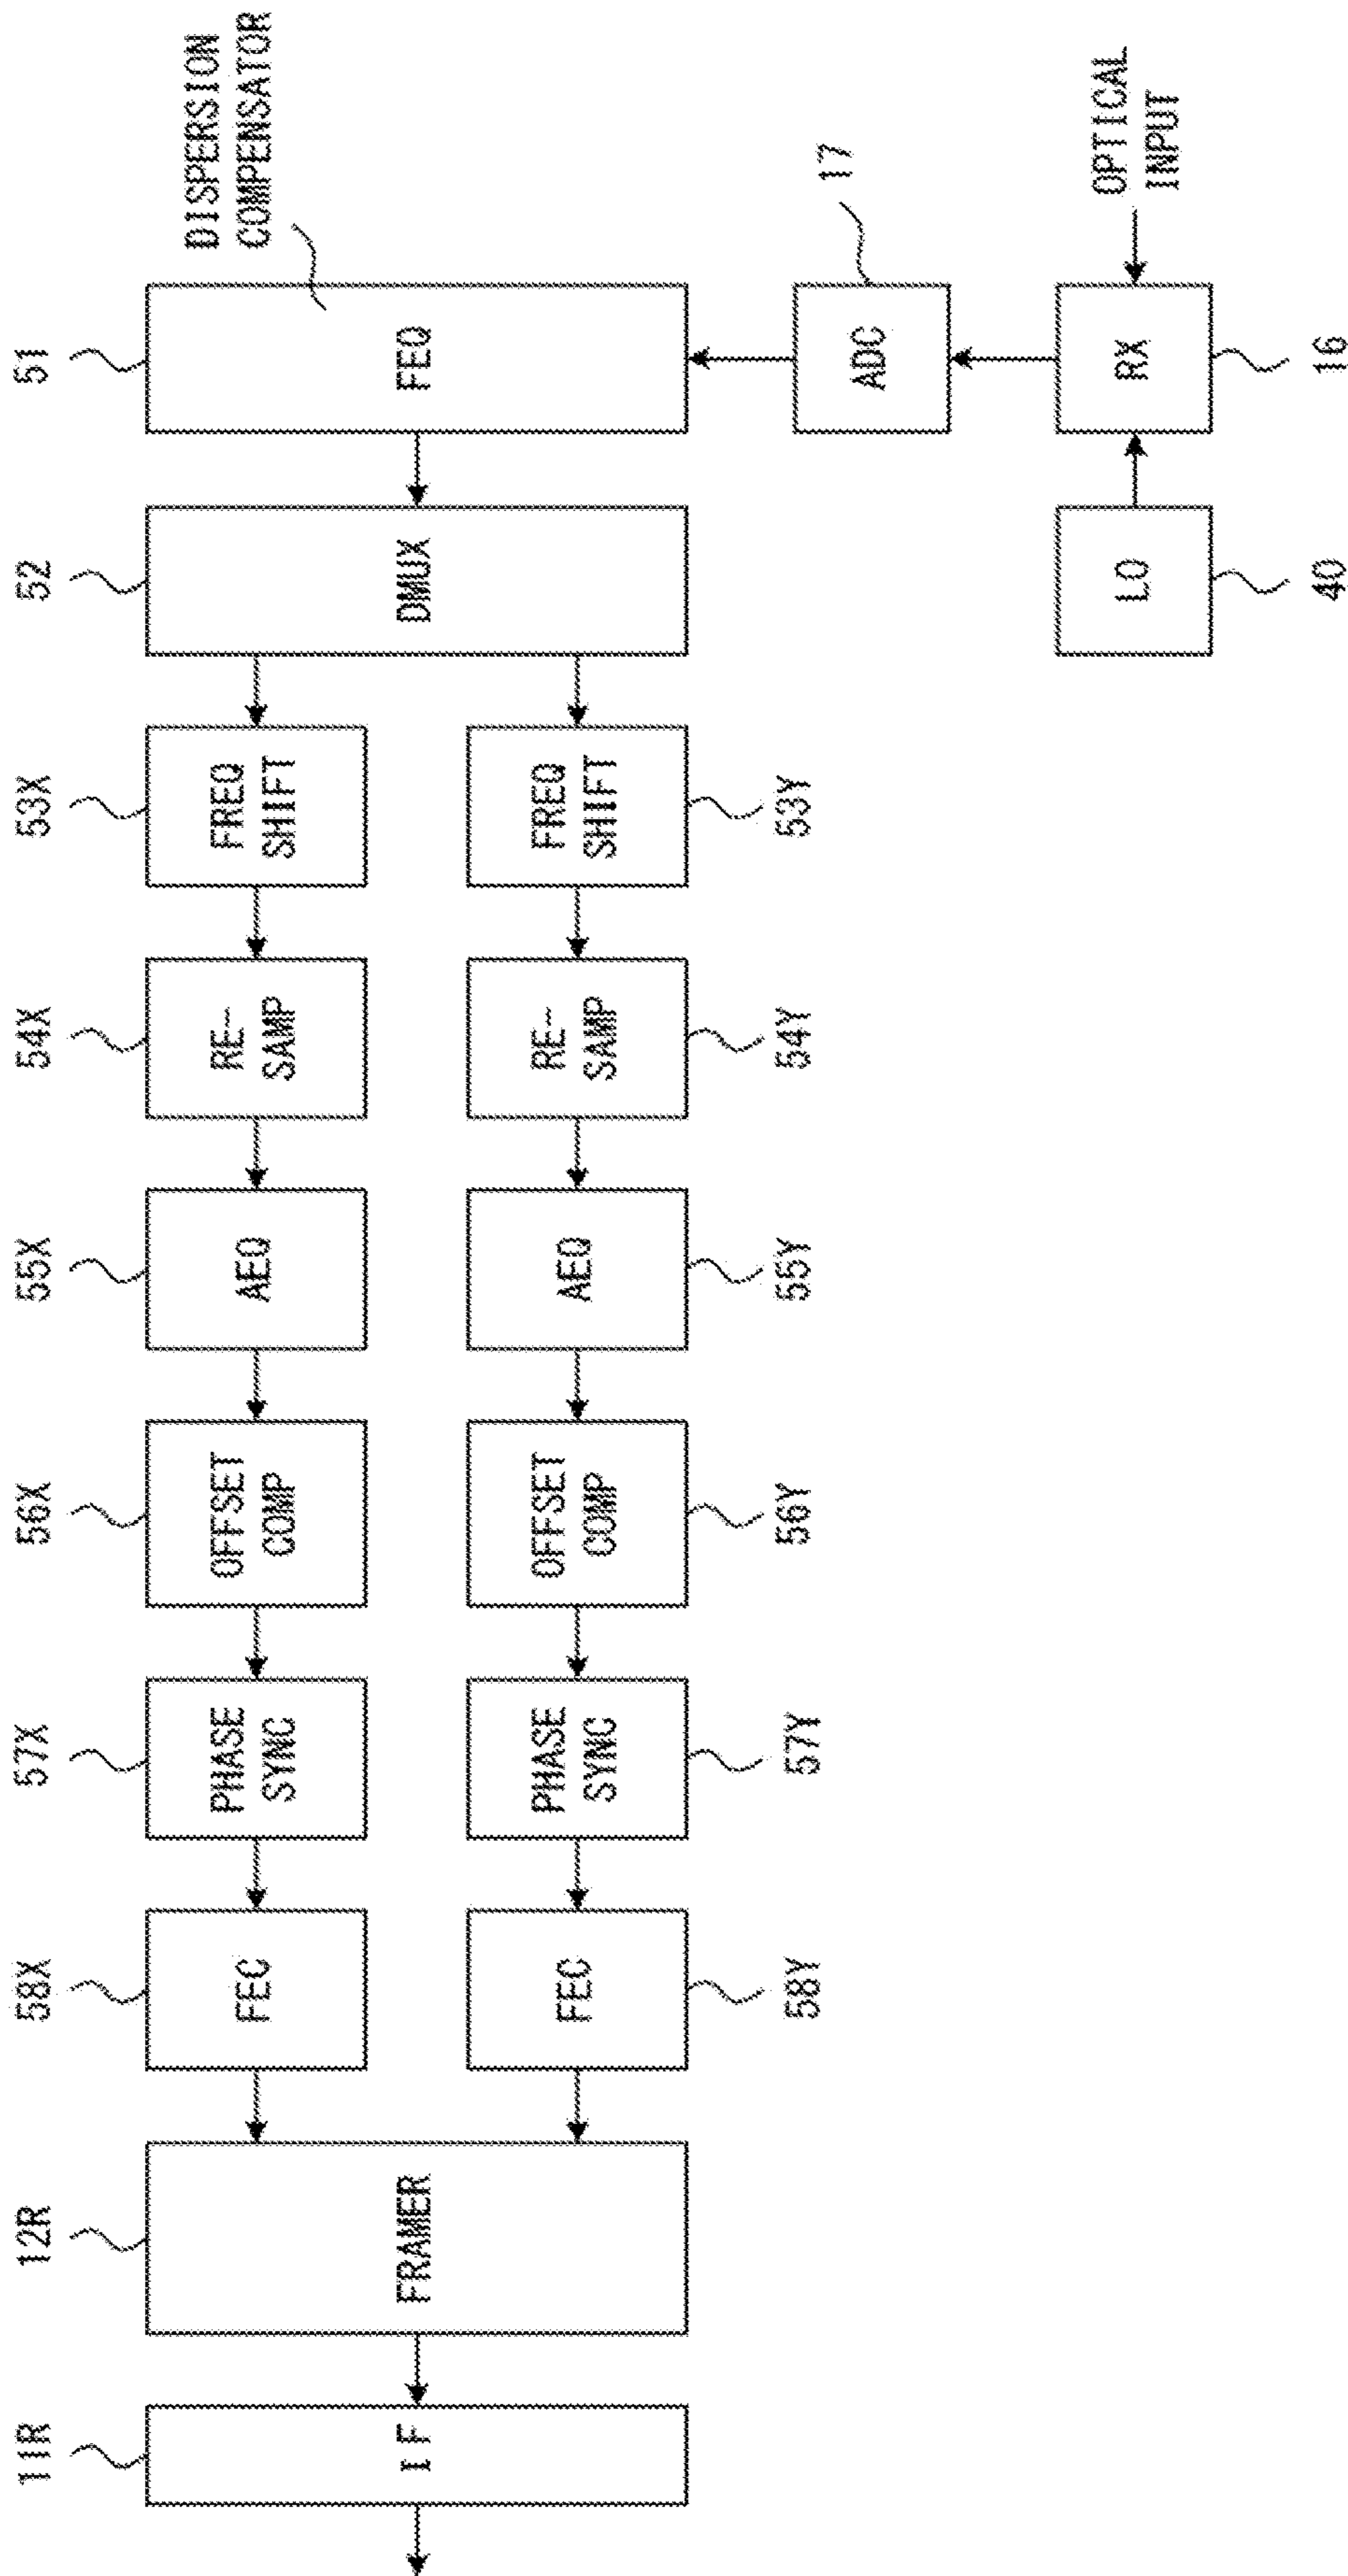 11R
12R
58X
57X
56X
55X
54X
53X
52
51
DISPERSION
COMPENSATOR
IF
FRAMER
FEC
PHASE
SYNC
OFFSET
COMP
AEQ
RE-
SAMP
FREQ
SHIFT
DMUX
FEQ
FEC
PHASE
SYNC
OFFSET
COMP
AEQ
RE-
SAMP
FREQ
SHIFT
58Y
57Y
56Y
55Y
54Y
53Y
ADC
17
LO
RX
OPTICAL
INPUT
40
16